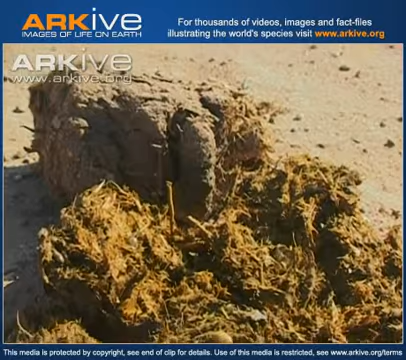 ARKive
IMAGES OF LIFE ON EARTH
For thousands of videos, images and fact-files
illustrating the world's species visit www.arkive.org
ARKive
www.arkive.org
This media is protected by copyright, see end of clip for details. Use of this media is restricted, see www.arkive.org/terms